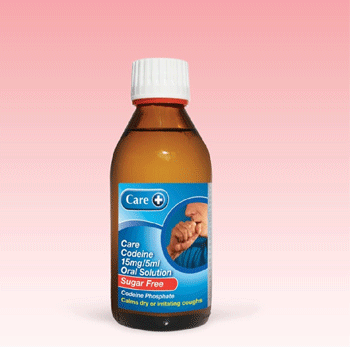 Care
Care
Codeine
15mg/5ml
Oral Solution
Sugar Free
Codeine Phosphate
Calms dry or irritating coughs